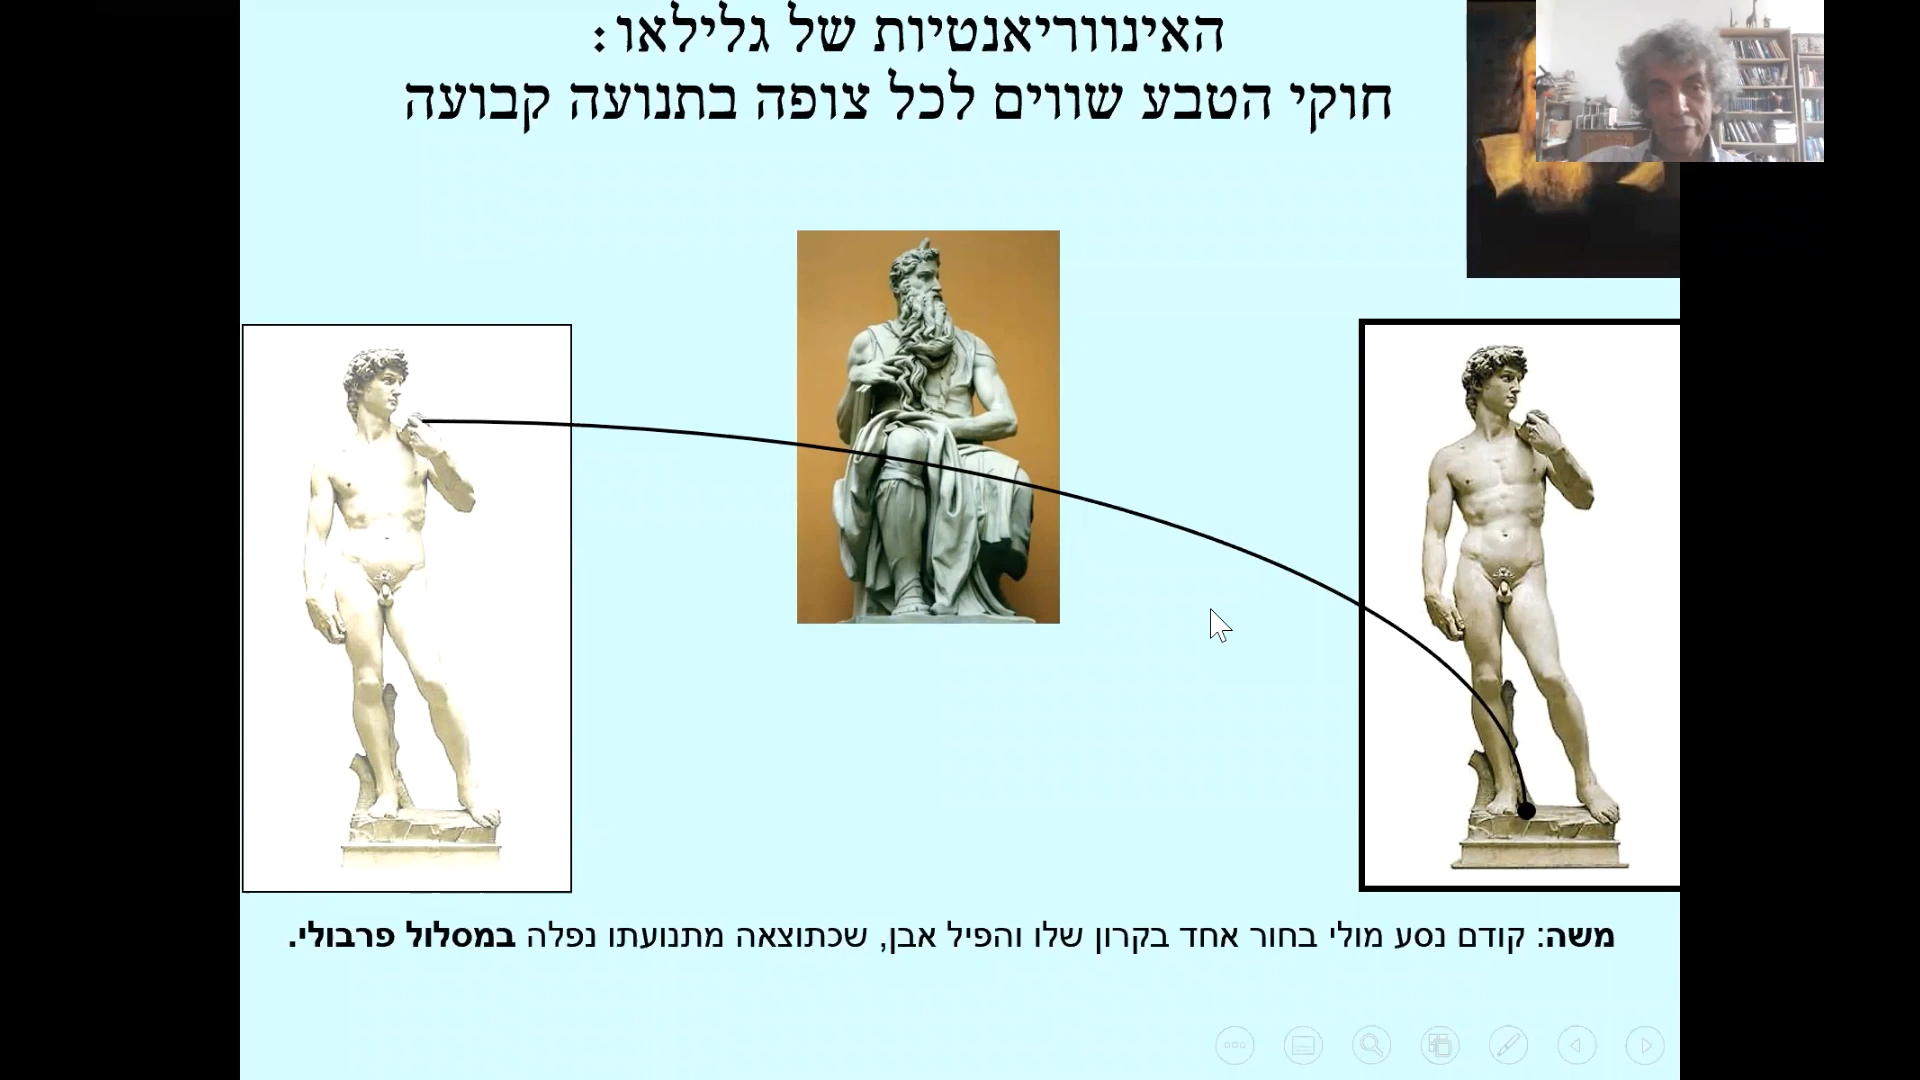 האינווריאנטיות של גלילאו:
חוקי הטבע שווים לכל צופה בתנועה קבועה
משה: קודם נסע מולי בחור אחד בקרון שלו והפיל אבן, שכתוצאה מתנועתו נפלה במסלול פרבולי.